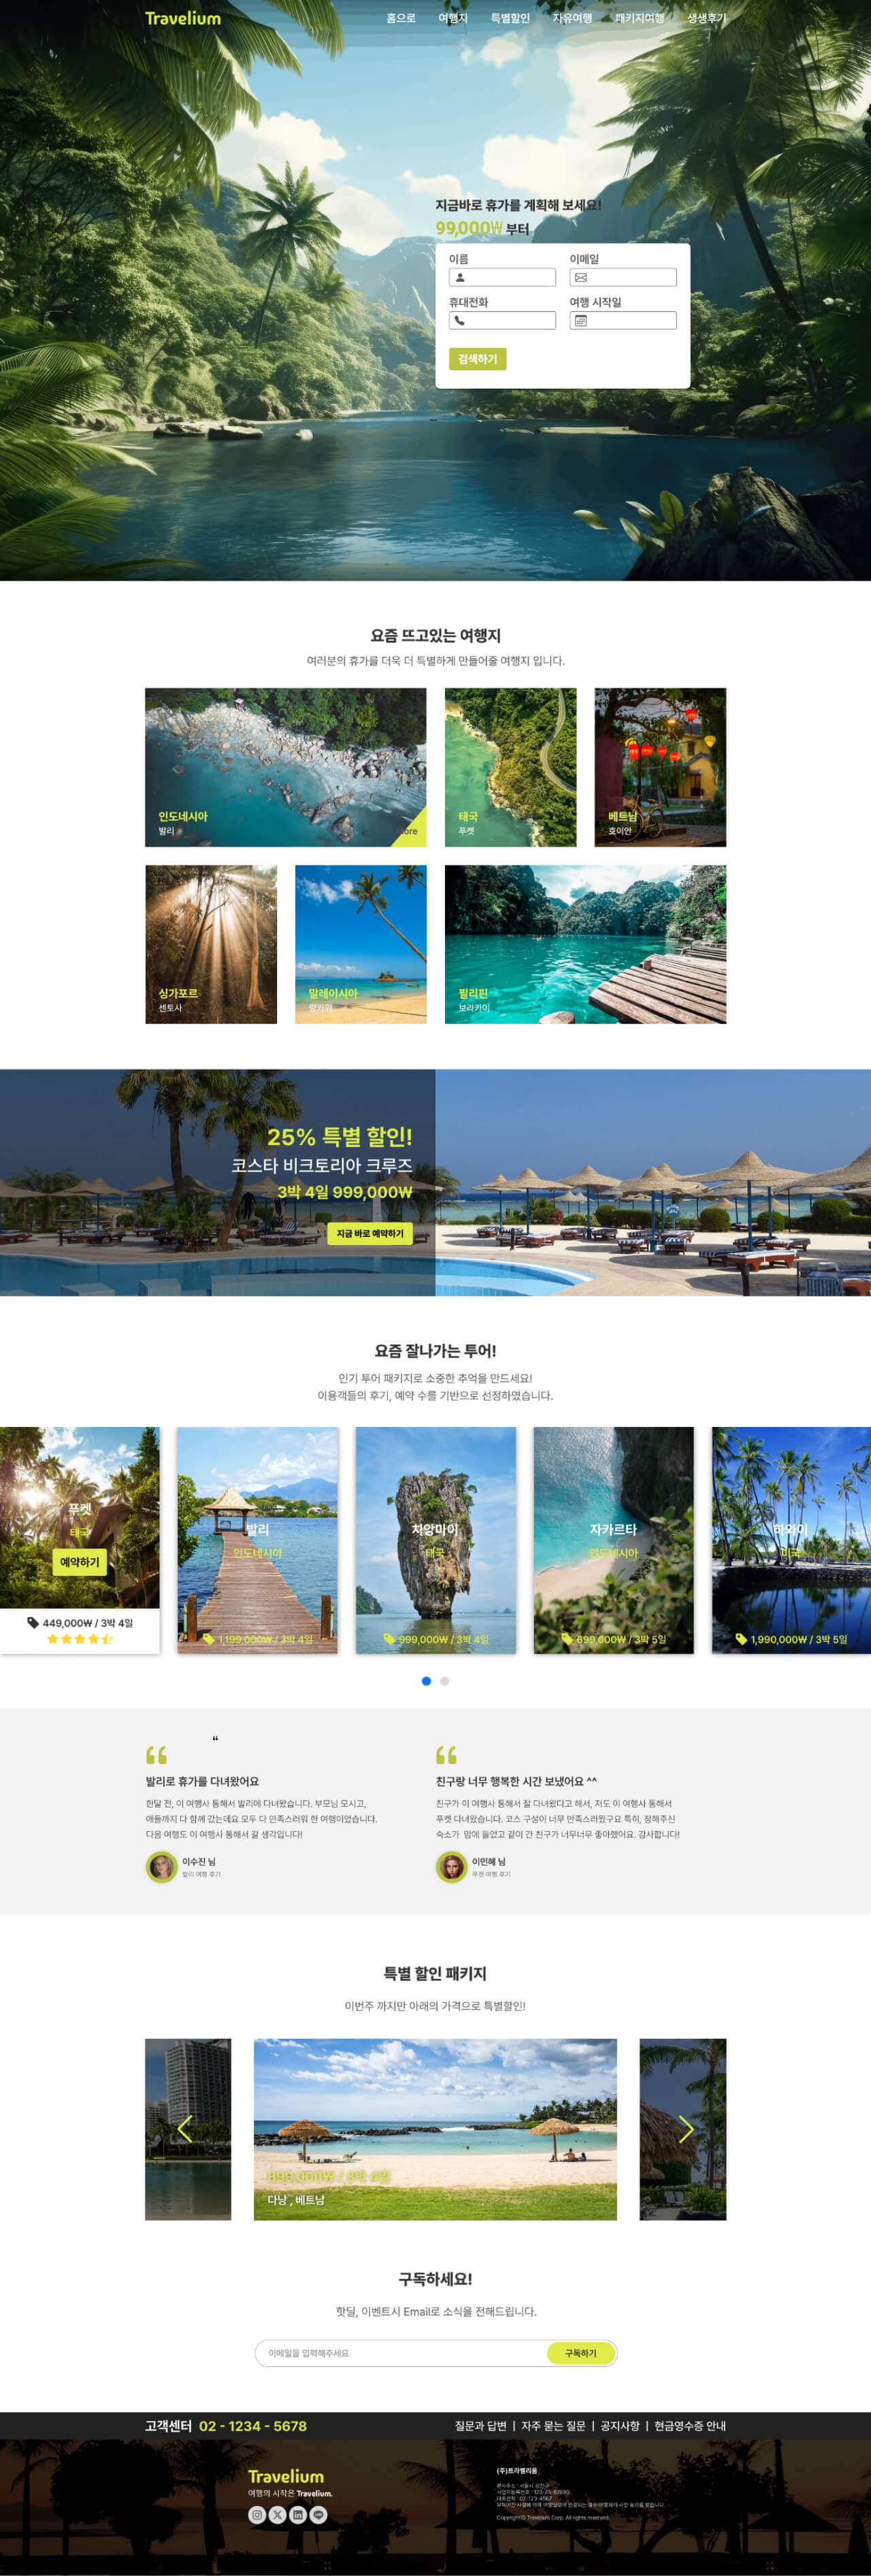 Travelium
홈으로 여행지 특별할인 자유여행 패키지여행 생생후기
지금바로 휴가를 계획해 보세요!
99,000₩ 부터
이름 이메일
휴대전화 여행 시작일
검색하기
요즘 뜨고있는 여행지
여러분의 휴가를 더욱 더 특별하게 만들어줄 여행지 입니다.
인도네시아
발리
ore
태국
푸켓
베트남
호이안
싱가포르
센토사
말레이시아
랑카위
필리핀
보라카이
25% 특별 할인!
코스타 비크토리아 크루즈
3박 4일 999,000₩
지금 바로 예약하기
요즘 잘나가는 투어!
인기 투어 패키지로 소중한 추억을 만드세요!
이용객들의 후기, 예약 수를 기반으로 선정하였습니다.
푸켓
태국
예약하기
449,000₩ / 3박 4일
발리
인도네시아
1,199,000₩ / 3박 4일
치앙마이
태국
999,000₩ / 3박 4일
자카르타
인도네시아
699,000₩ / 3박 5일
하와이
미국
1,990,000₩ / 3박 5일
발리로 휴가를 다녀왔어요
한달 전, 이 여행사 통해서 발리에 다녀왔습니다. 부모님 모시고,
애들까지 다 함께 갔는데요 모두 다 만족스러워 한 여행이었습니다.
다음 여행도 이 여행사 통해서 갈 생각입니다!
이수진 님
발리 여행 후기
친구랑 너무 행복한 시간 보냈어요 ^^
친구가 이 여행사 통해서 잘 다녀왔다고 해서, 저도 이 여행사 통해서
푸켓 다녀왔습니다. 코스 구성이 너무 만족스러웠구요 특히, 정해주신
숙소가 맘에 들었고 같이 간 친구가 너무너무 좋아했어요. 감사합니다!
이민혜 님
푸켓 여행 후기
특별 할인 패키지
이번주 까지만 아래의 가격으로 특별할인!
899,000₩ / 3박 4일
다낭 , 베트남
구독하세요!
핫딜, 이벤트시 Email로 소식을 전해드립니다.
이메일을 입력해주세요 구독하기
고객센터 02 - 1234 - 5678
질문과 답변 | 자주 묻는 질문 | 공지사항 | 현금영수증 안내
Travelium
여행의 시작은 Travelium.
(주)트라벨리움
대표전화 : 02-123-4567
Copyright© Travelium Corp. All rights reserved.